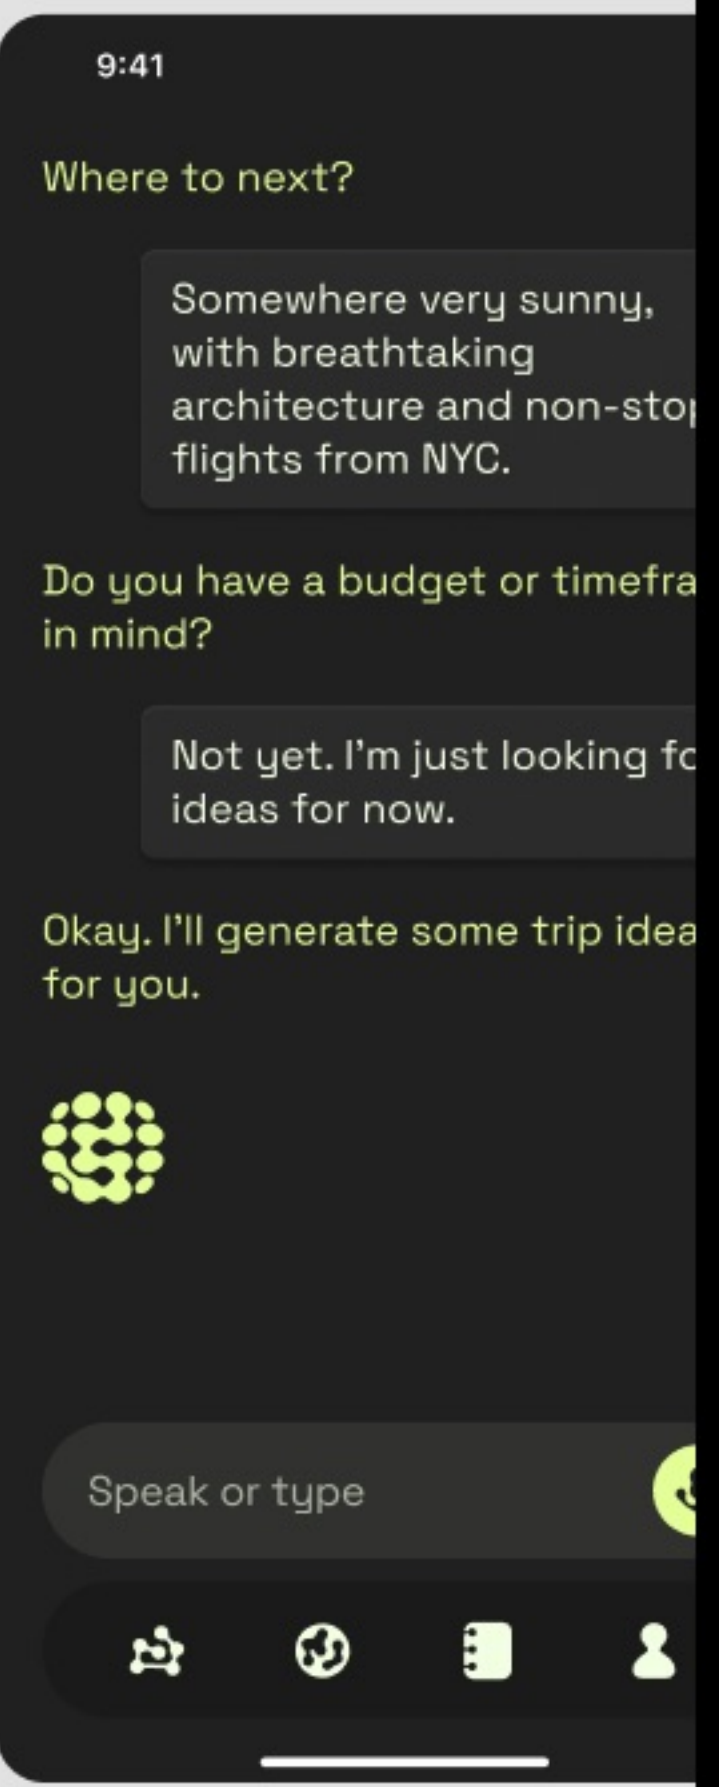 9:41
Where to next?
Somewhere very sunny,
with breathtaking
architecture and non-stop
flights from NYC.
Do you have a budget or timefra
in mind?
Not yet. I'm just looking fo
ideas for now.
Okay. I'll generate some trip idea
for you.
Speak or type